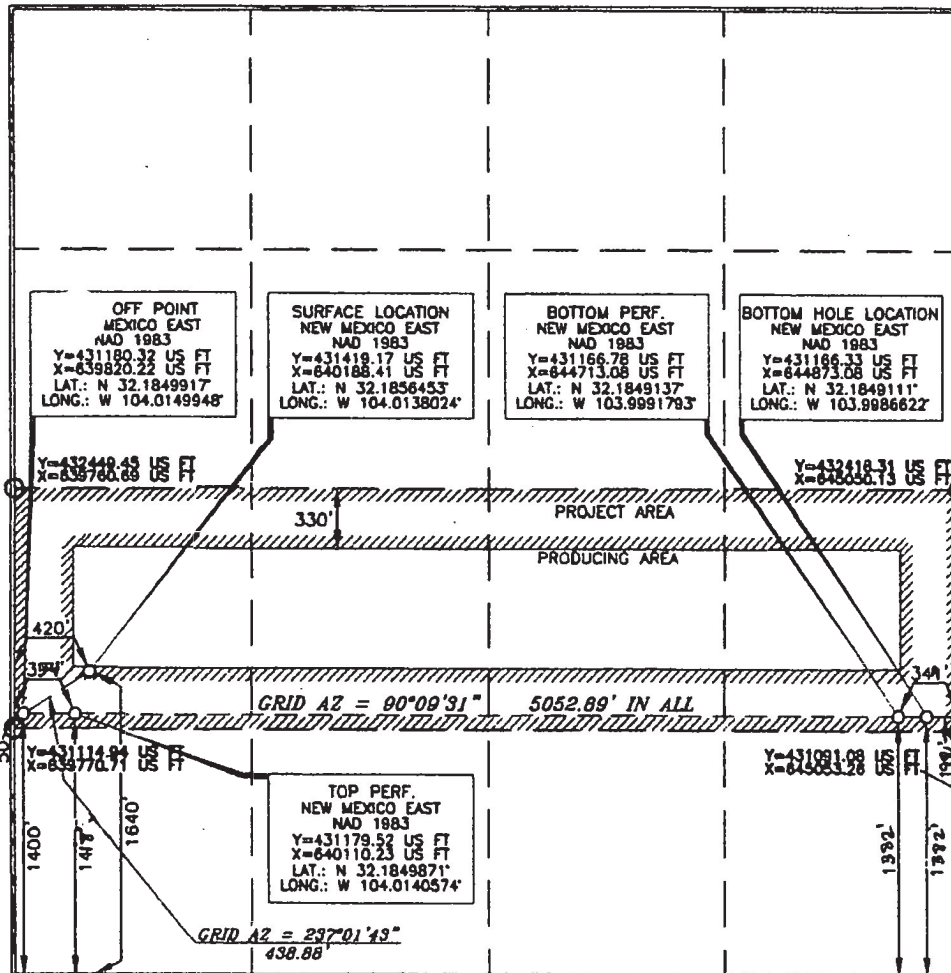 OFF POINT
MEXICO EAST
NAD 1983
Y=431180.32 US FT
X=639820.22 US FT
LAT.: N 32.1849917°
LONG.: W 104.0149948°
SURFACE LOCATION
NEW MEXICO EAST
NAD 1983
Y=431419.17 US FT
X=640188.41 US FT
LAT.: N 32.1856453°
LONG.: W 104.0138024°
BOTTOM PERF.
NEW MEXICO EAST
NAD 1983
Y=431166.78 US FT
X=644713.08 US FT
LAT.: N 32.1849137°
LONG.: W 103.9991793°
BOTTOM HOLE LOCATION
NEW MEXICO EAST
NAD 1983
Y=431166.33 US FT
X=644873.08 US FT
LAT.: N 32.1849111°
LONG.: W 103.9986622°
Y=432449.45 US FT
X=639760.69 US FT
Y=432418.31 US FT
X=645050.13 US FT
330'
PROJECT AREA
PRODUCING AREA
420'
GRID AZ = 90°09'31" 5052.89' IN ALL
Y=431114.94 US FT
X=639770.71 US FT
Y=431091.08 US FT
X=645053.26 US FT
TOP PERF.
NEW MEXICO EAST
NAD 1983
Y=431179.52 US FT
X=640110.23 US FT
LAT.: N 32.1849871°
LONG.: W 104.0140574°
1400'
1640'
1382'
1382'
GRID AZ = 237°01'43"
438.88'